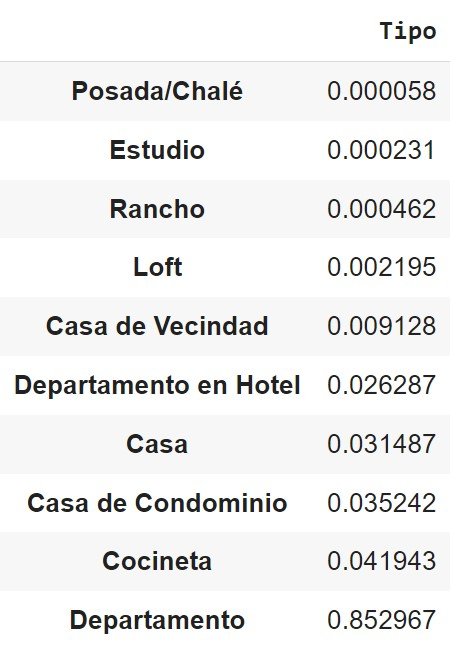 Tipo
Posada/Chalé 0.000058
Estudio 0.000231
Rancho 0.000462
Loft 0.002195
Casa de Vecindad 0.009128
Departamento en Hotel 0.026287
Casa 0.031487
Casa de Condominio 0.035242
Cocineta 0.041943
Departamento 0.852967